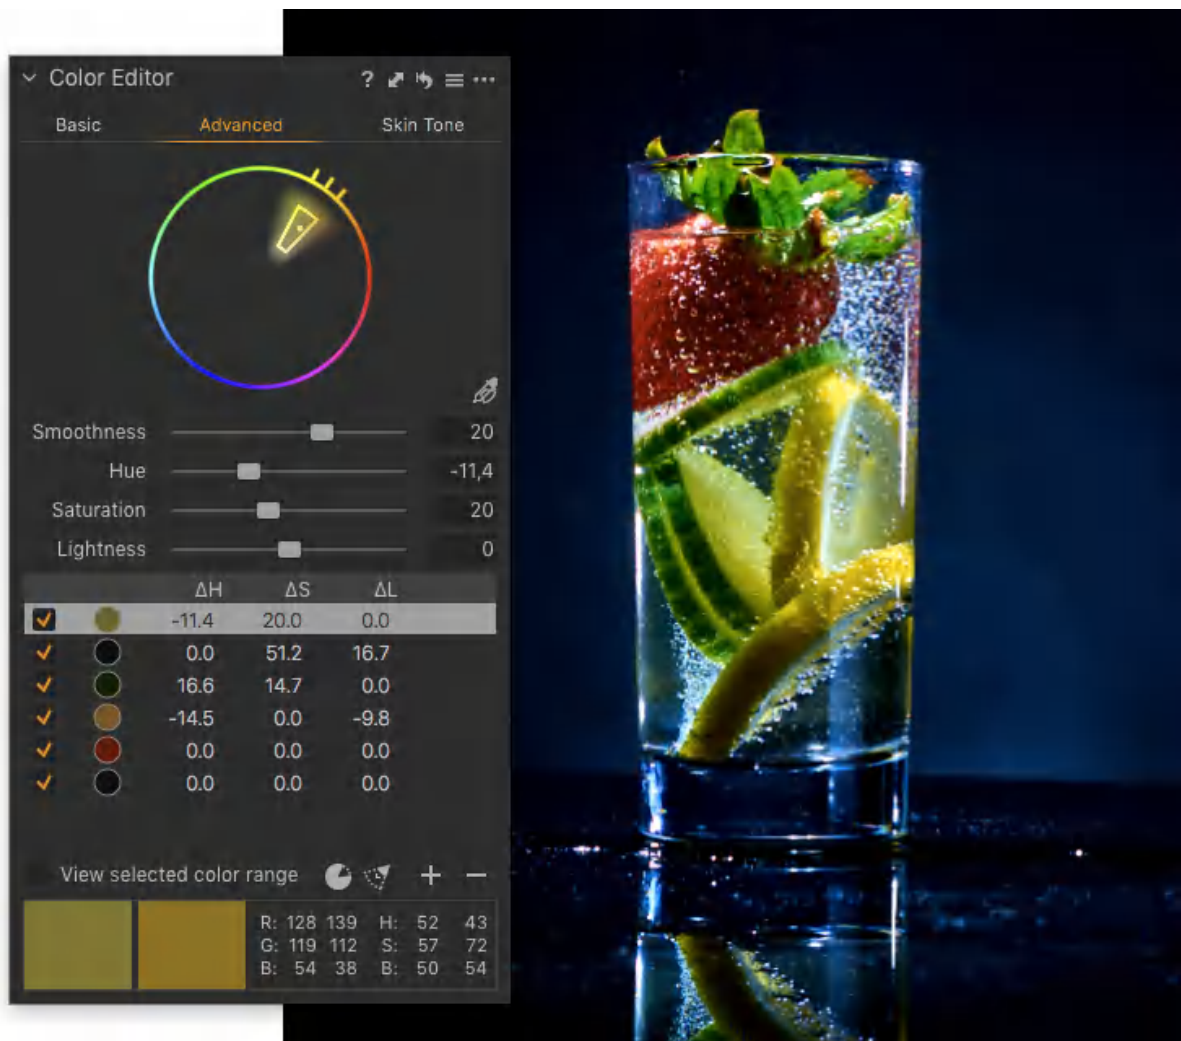 Color Editor ?
Basic Advanced Skin Tone
Smoothness 20
Hue -11,4
Saturation 20
Lightness 0
ΔH ΔS ΔL
-11.4 20.0 0.0
0.0 51.2 16.7
16.6 14.7 0.0
-14.5 0.0 -9.8
0.0 0.0 0.0
0.0 0.0 0.0
View selected color range
R: 128 139 H: 52 43
G: 119 112 S: 57 72
B: 54 38 B: 50 54